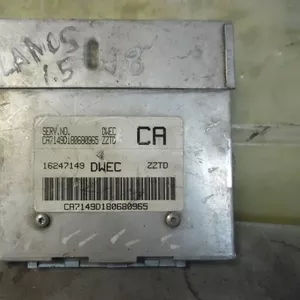 LANOS
1.5
SERV.NO. DWEC
CA7149D180680965 ZZTD
CA
16247149 DWEC ZZTD
CA7149D180680965